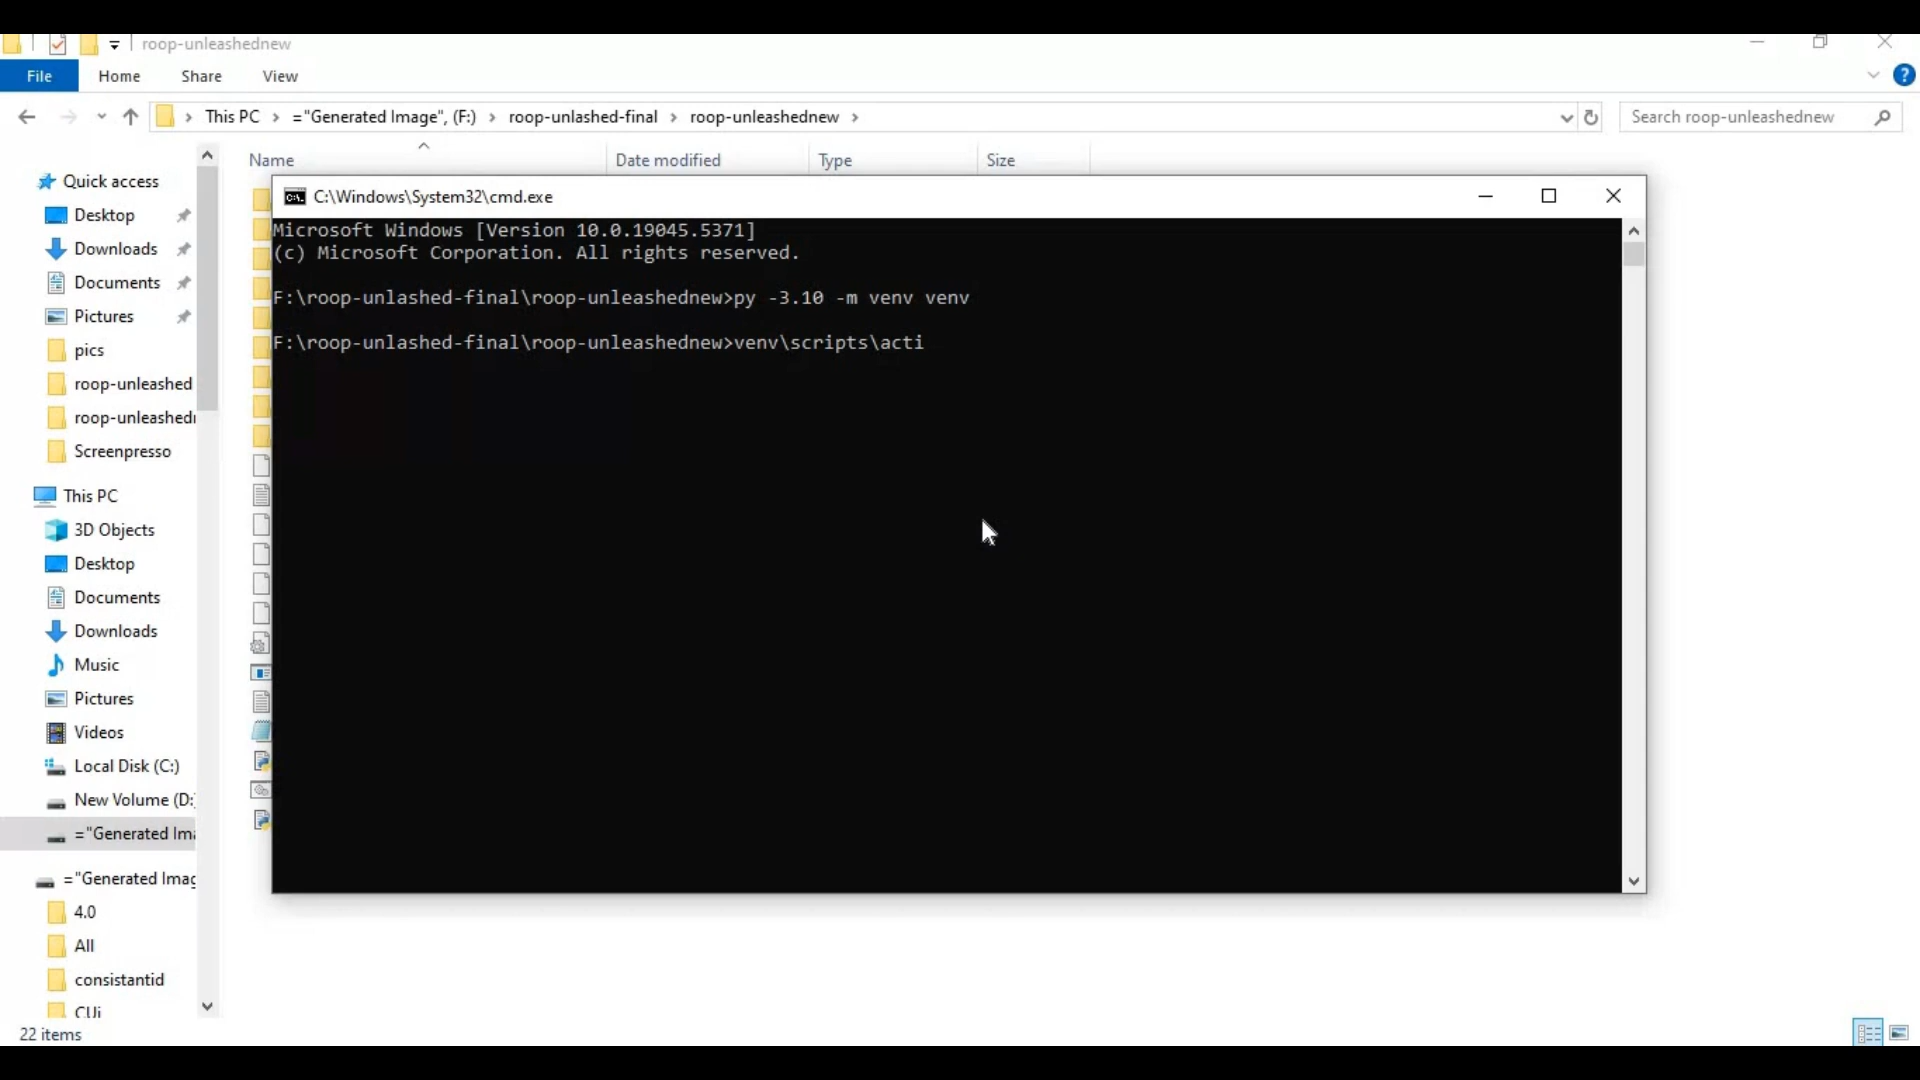 roop-unleashednew
File Home Share View
This PC > ="Generated Image", (F:) > roop-unlashed-final > roop-unleashednew >
Search roop-unleashednew
Name Date modified Type Size
Quick access
Desktop
Downloads
Documents
Pictures
pics
roop-unleashed
roop-unleashedn
Screenpresso
This PC
3D Objects
Desktop
Documents
Downloads
Music
Pictures
Videos
Local Disk (C:)
New Volume (D:
="Generated Ima
="Generated Imag
4.0
All
consistantid
CUi
22 items
C:\Windows\System32\cmd.exe
Microsoft Windows [Version 10.0.19045.5371]
(c) Microsoft Corporation. All rights reserved.
F:\roop-unlashed-final\roop-unleashednew>py -3.10 -m venv venv
F:\roop-unlashed-final\roop-unleashednew>venv\scripts\acti